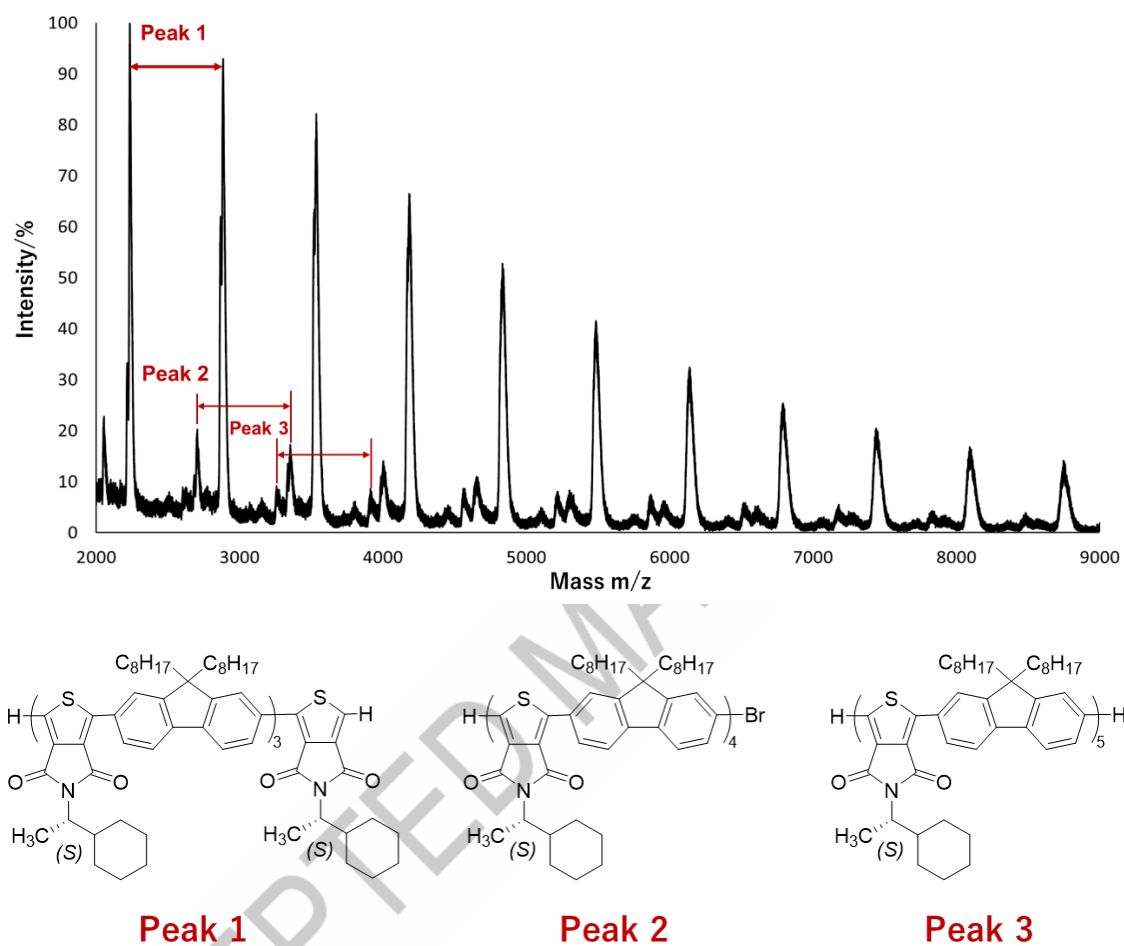 Peak 1
Peak 2
Peak 3
Intensity/%
100
90
80
70
60
50
40
30
20
10
0
2000 3000 4000 5000 6000 7000 8000 9000
Mass m/z
C8H17 C8H17
H S S H
3
O N O O N O
H3C (S) H3C (S)
Peak 1
C8H17 C8H17
H S Br
4
O N O
H3C (S)
Peak 2
C8H17 C8H17
H S H
5
O N O
H3C (S)
Peak 3
PTED MA